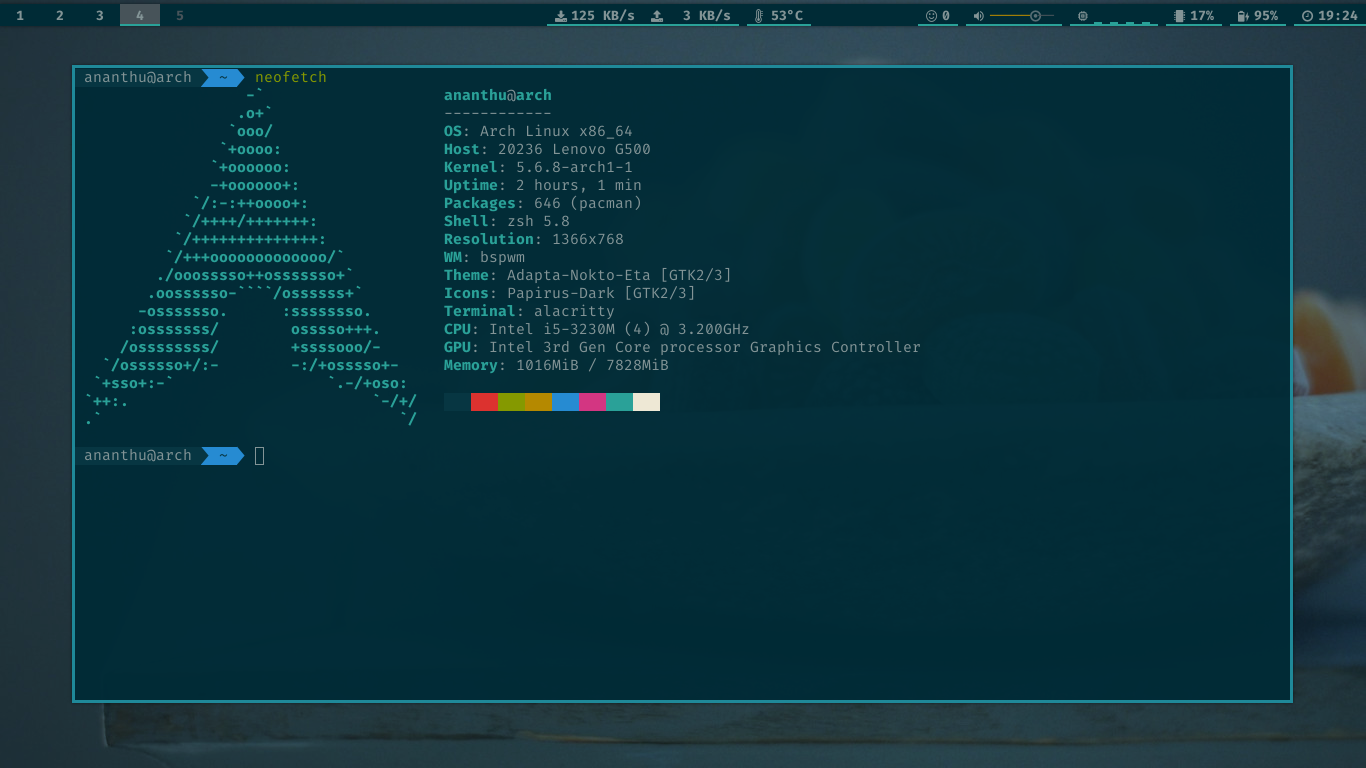 1 2 3 4 5 125 KB/s 3 KB/s 53°C 0 17% 95% 19:24
ananthu@arch ~ neofetch
-`
.o+`
`ooo/
`+oooo:
`+oooooo:
-+oooooo+:
`/:-:++oooo+:
`/++++/+++++++:
`/++++++++++++++:
`/+++ooooooooooooo/`
./ooosssso++osssssso+`
.oossssso-````/ossssss+`
-osssssso.      :ssssssso.
:osssssss/        osssso+++.
/ossssssss/        +ssssooo/-
`/ossssso+/:-        -:/+osssso+-
`+sso+:-`                 `.-/+oso:
`++:.                           `-/+/
.`                                 `/
ananthu@arch
------------
OS: Arch Linux x86_64
Host: 20236 Lenovo G500
Kernel: 5.6.8-arch1-1
Uptime: 2 hours, 1 min
Packages: 646 (pacman)
Shell: zsh 5.8
Resolution: 1366x768
WM: bspwm
Theme: Adapta-Nokto-Eta [GTK2/3]
Icons: Papirus-Dark [GTK2/3]
Terminal: alacritty
CPU: Intel i5-3230M (4) @ 3.200GHz
GPU: Intel 3rd Gen Core processor Graphics Controller
Memory: 1016MiB / 7828MiB
ananthu@arch ~